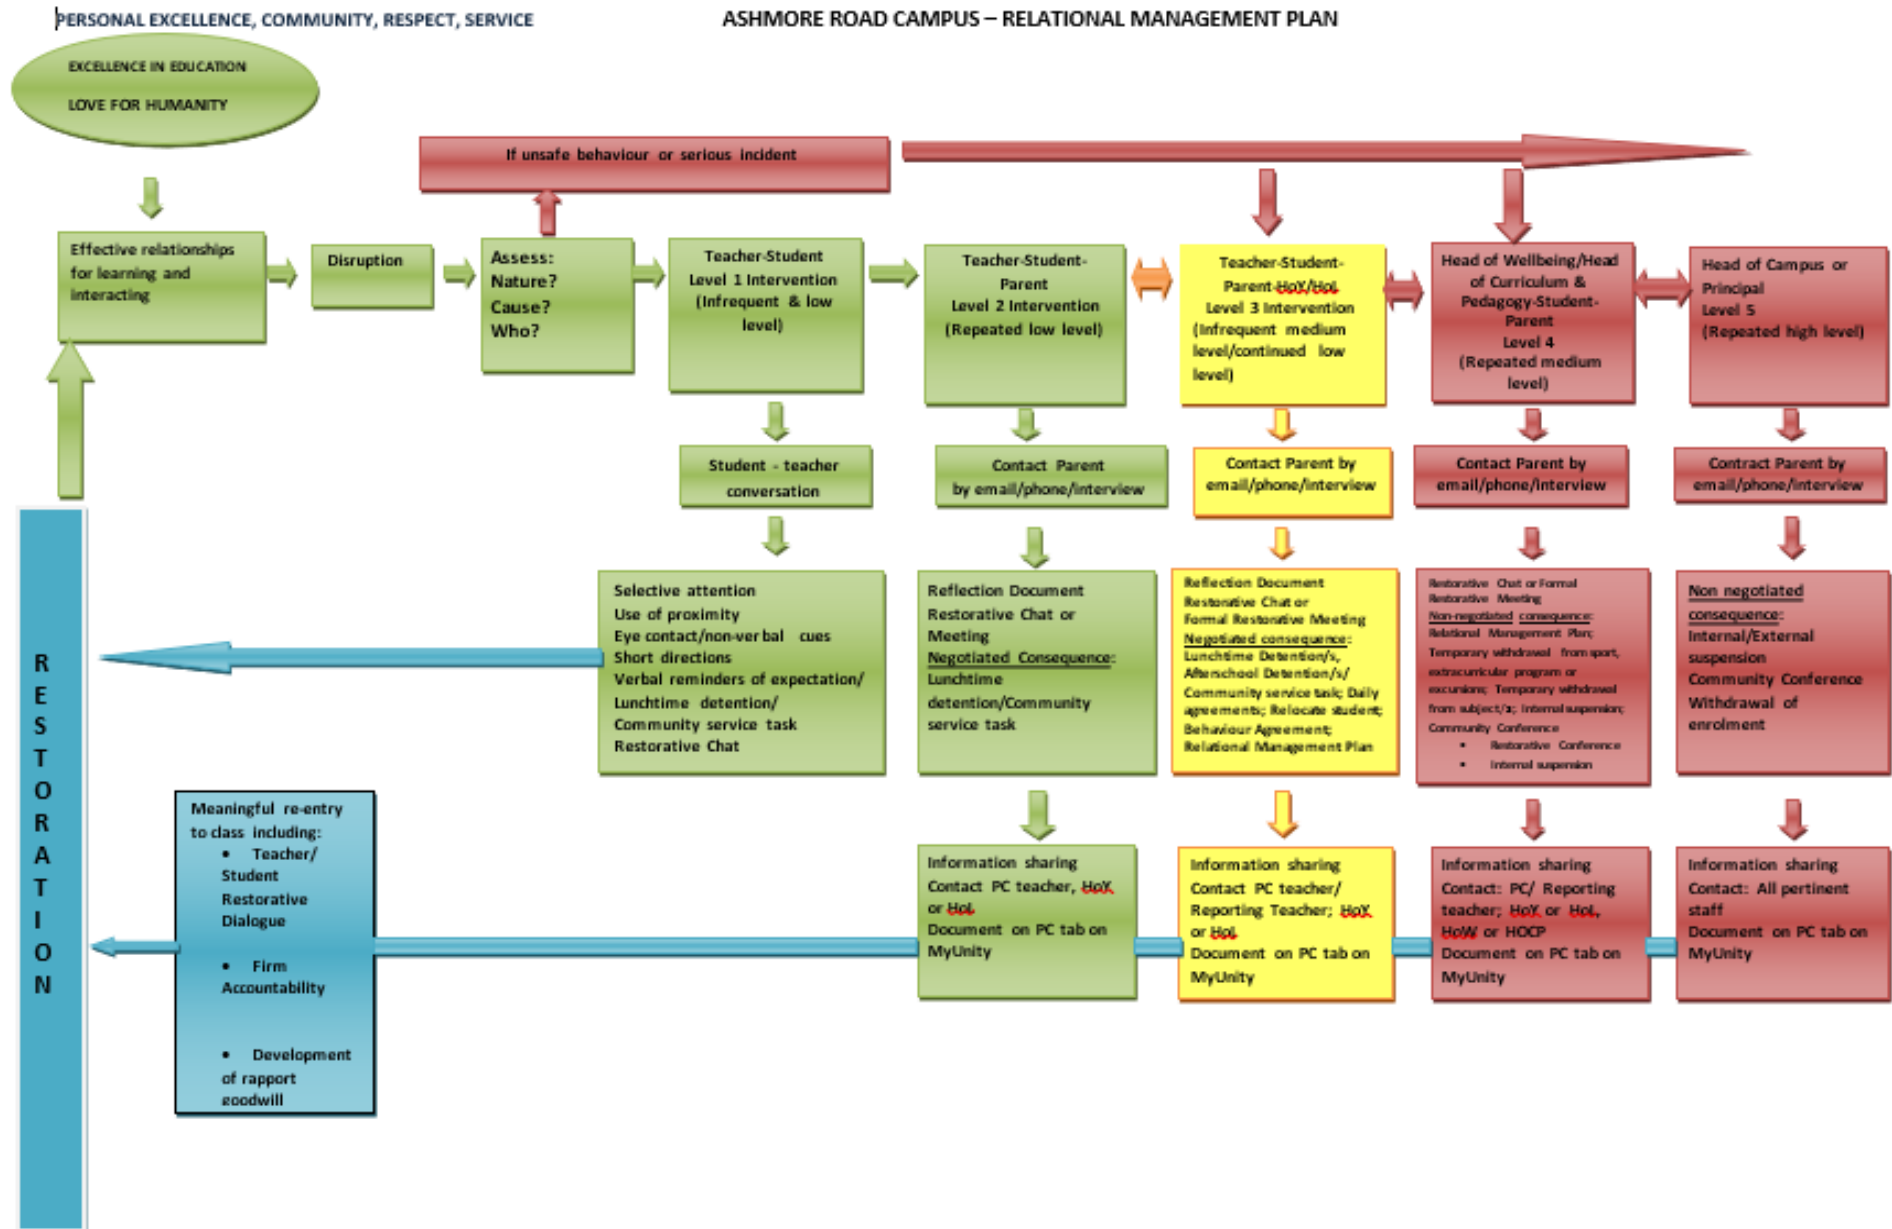 PERSONAL EXCELLENCE, COMMUNITY, RESPECT, SERVICE
ASHMORE ROAD CAMPUS – RELATIONAL MANAGEMENT PLAN
EXCELLENCE IN EDUCATION
LOVE FOR HUMANITY
If unsafe behaviour or serious incident
Effective relationships
for learning and
interacting
Disruption
Assess:
Nature?
Cause?
Who?
Teacher-Student
Level 1 Intervention
(Infrequent & low
level)
Teacher-Student-
Parent
Level 2 Intervention
(Repeated low level)
Teacher-Student-
Parent-HoY/HoL
Level 3 Intervention
(Infrequent medium
level/continued low
level)
Head of Wellbeing/Head
of Curriculum &
Pedagogy-Student-
Parent
Level 4
(Repeated medium
level)
Head of Campus or
Principal
Level 5
(Repeated high level)
Student - teacher
conversation
Contact Parent
by email/phone/interview
Contact Parent by
email/phone/interview
Contact Parent by
email/phone/interview
Contract Parent by
email/phone/interview
Selective attention
Use of proximity
Eye contact/non-verbal cues
Short directions
Verbal reminders of expectation/
Lunchtime detention/
Community service task
Restorative Chat
Reflection Document
Restorative Chat or
Meeting
Negotiated Consequence:
Lunchtime
detention/Community
service task
Reflection Document
Restorative Chat or
Formal Restorative Meeting
Negotiated consequence:
Lunchtime Detention/s,
Afterschool Detention/s/
Community service task; Daily
agreements; Relocate student;
Behaviour Agreement;
Relational Management Plan
Restorative Chat or Formal
Restorative Meeting
Non-negotiated consequence:
Relational Management Plan;
Temporary withdrawal from sport,
extracurricular program or
excursions; Temporary withdrawal
from subject/s; Internal suspension;
Community Conference
• Restorative Conference
• Internal suspension
Non negotiated
consequence:
Internal/External
suspension
Community Conference
Withdrawal of
enrolment
RESTORATION
Meaningful re-entry
to class including:
• Teacher/
Student
Restorative
Dialogue
• Firm
Accountability
• Development
of rapport
goodwill
Information sharing
Contact PC teacher, HoY
or HoL
Document on PC tab on
MyUnity
Information sharing
Contact PC teacher/
Reporting Teacher; HoY
or HoL
Document on PC tab on
MyUnity
Information sharing
Contact: PC/ Reporting
teacher; HoY or HoL,
HoW or HOCP
Document on PC tab on
MyUnity
Information sharing
Contact: All pertinent
staff
Document on PC tab on
MyUnity